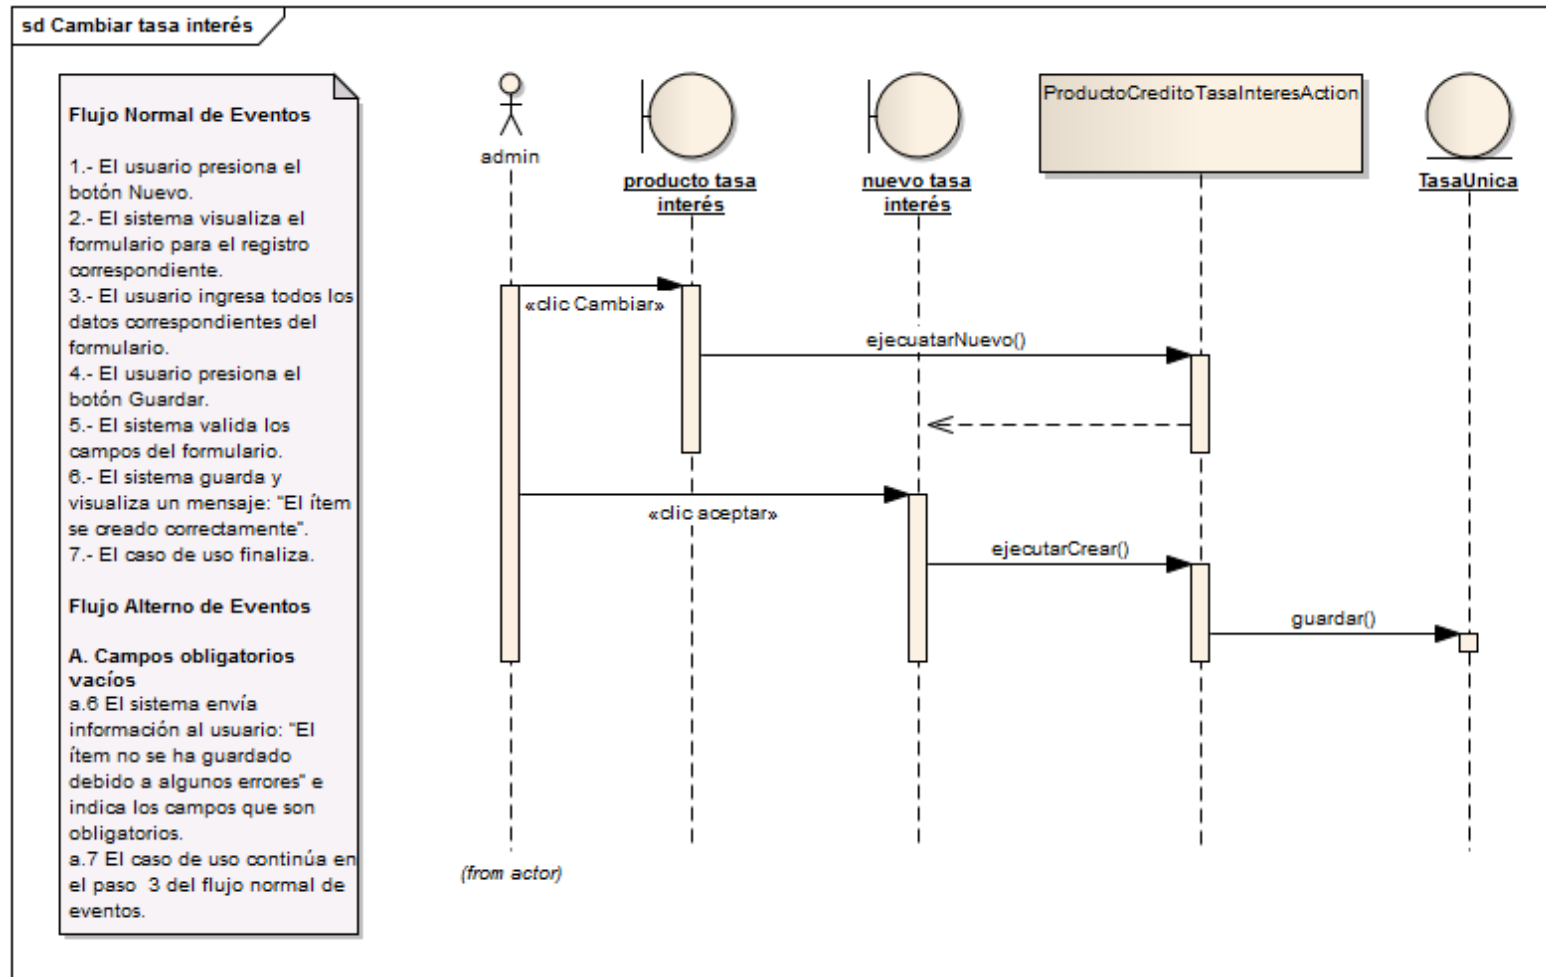 sd Cambiar tasa interés
Flujo Normal de Eventos
1.- El usuario presiona el
botón Nuevo.
2.- El sistema visualiza el
formulario para el registro
correspondiente.
3.- El usuario ingresa todos los
datos correspondientes del
formulario.
4.- El usuario presiona el
botón Guardar.
5.- El sistema valida los
campos del formulario.
6.- El sistema guarda y
visualiza un mensaje: "El ítem
se creado correctamente".
7.- El caso de uso finaliza.
Flujo Alterno de Eventos
A. Campos obligatorios
vacíos
a.6 El sistema envía
información al usuario: "El
ítem no se ha guardado
debido a algunos errores" e
indica los campos que son
obligatorios.
a.7 El caso de uso continúa en
el paso  3 del flujo normal de
eventos.
admin
producto tasa
interés
nuevo tasa
interés
ProductoCreditoTasaInteresAction
TasaUnica
«clic Cambiar»
ejecuatarNuevo()
«clic aceptar»
ejecutarCrear()
guardar()
(from actor)